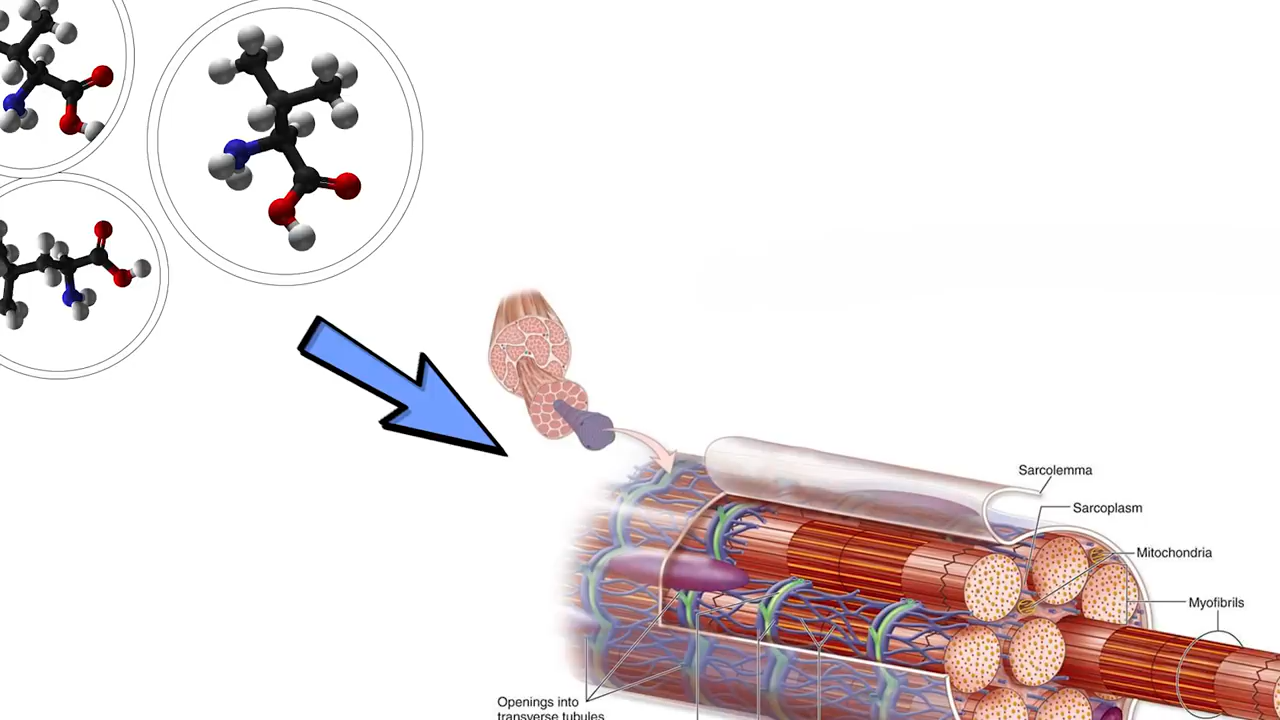 Sarcolemma
Sarcoplasm
Mitochondria
Myofibrils
Openings into
transverse tubules